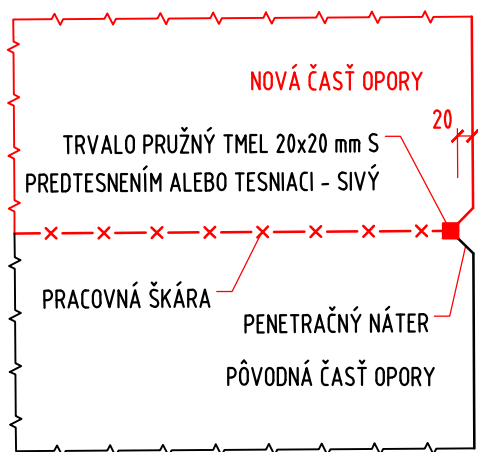 NOVÁ ČASŤ OPORY
20
TRVALO PRUŽNÝ TMEL 20x20 mm S
PREDTESNENÍM ALEBO TESNIACI - SIVÝ
PRACOVNÁ ŠKÁRA
PENETRAČNÝ NÁTER
PÔVODNÁ ČASŤ OPORY